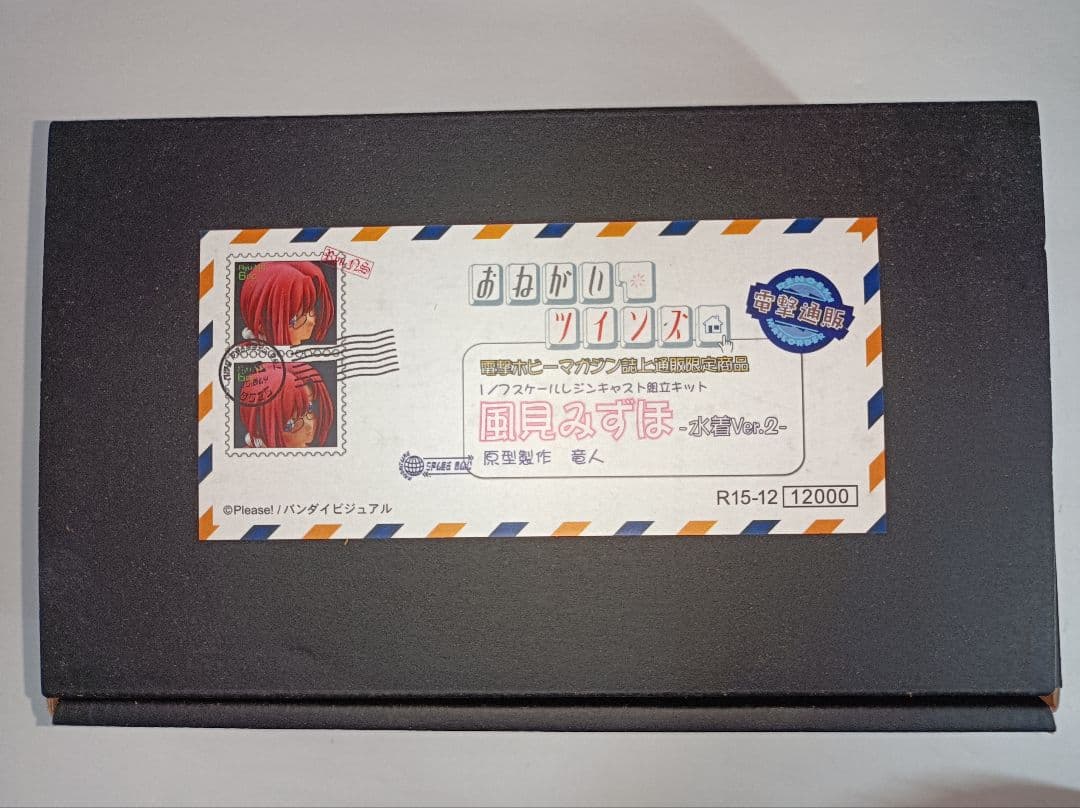 おねがい
ツインズ
電撃通販
電撃ホビーマガジン誌上通販限定商品
1/7スケールレジンキャスト組立キット
風見みずほ -水着Ver.2-
原型製作 竜人
©Please! / バンダイビジュアル
R15-12 12000